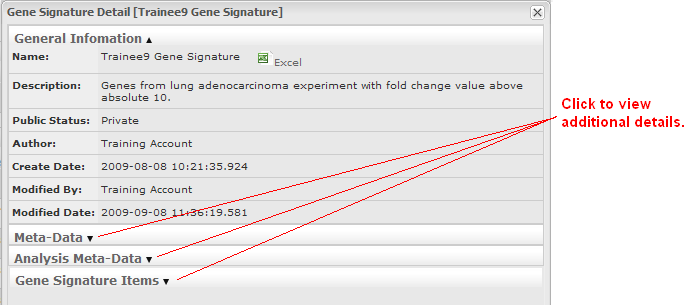 Gene Signature Detail [Trainee9 Gene Signature]
General Infomation
Name: Trainee9 Gene Signature Excel
Description: Genes from lung adenocarcinoma experiment with fold change value above
absolute 10.
Public Status: Private
Author: Training Account
Create Date: 2009-08-08 10:21:35.924
Modified By: Training Account
Modified Date: 2009-09-08 11:36:19.581
Meta-Data
Analysis Meta-Data
Gene Signature Items
Click to view
additional details.